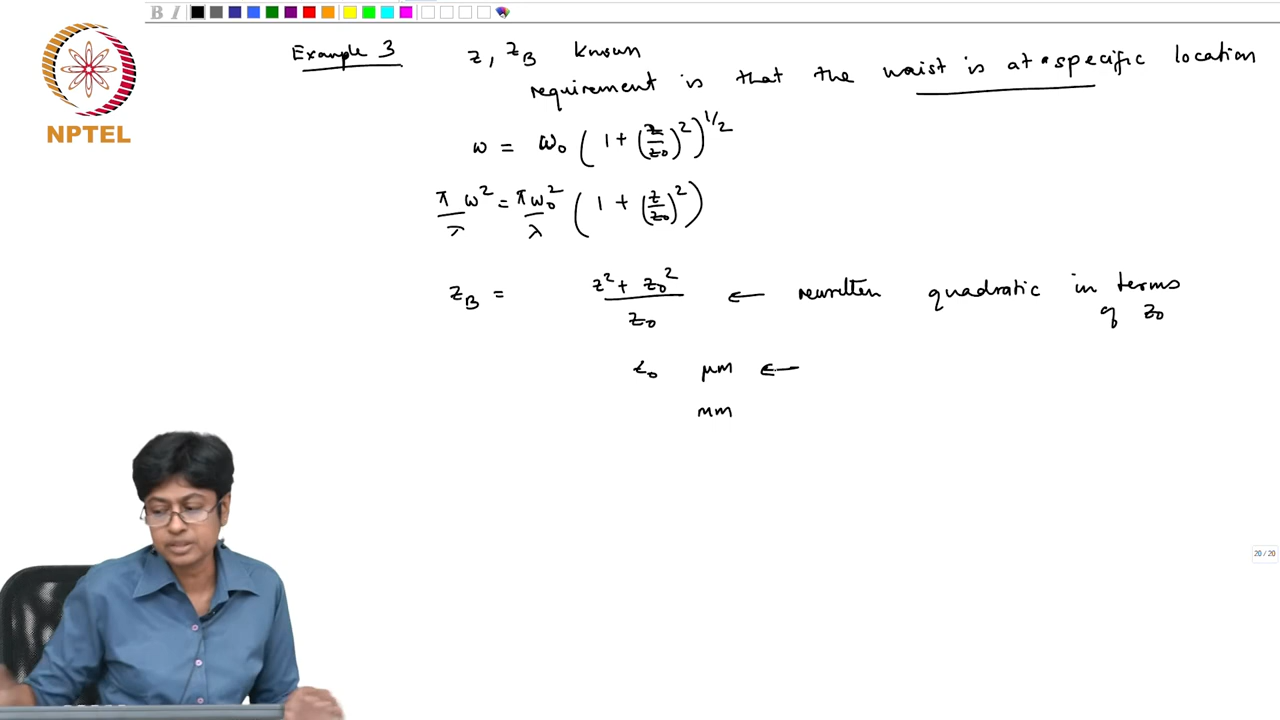 B I
NPTEL
Example 3 z, z_B known
requirement is that the waist is at a specific location
w = w₀ (1 + (z/z₀)²)^1/2
π/λ w² = πw₀²/λ (1 + (z/z₀)²)
z_B = z² + z₀² / z₀ ← rewritten quadratic in terms of z₀
z₀ μm ←
mm
20 / 20
NPTEL